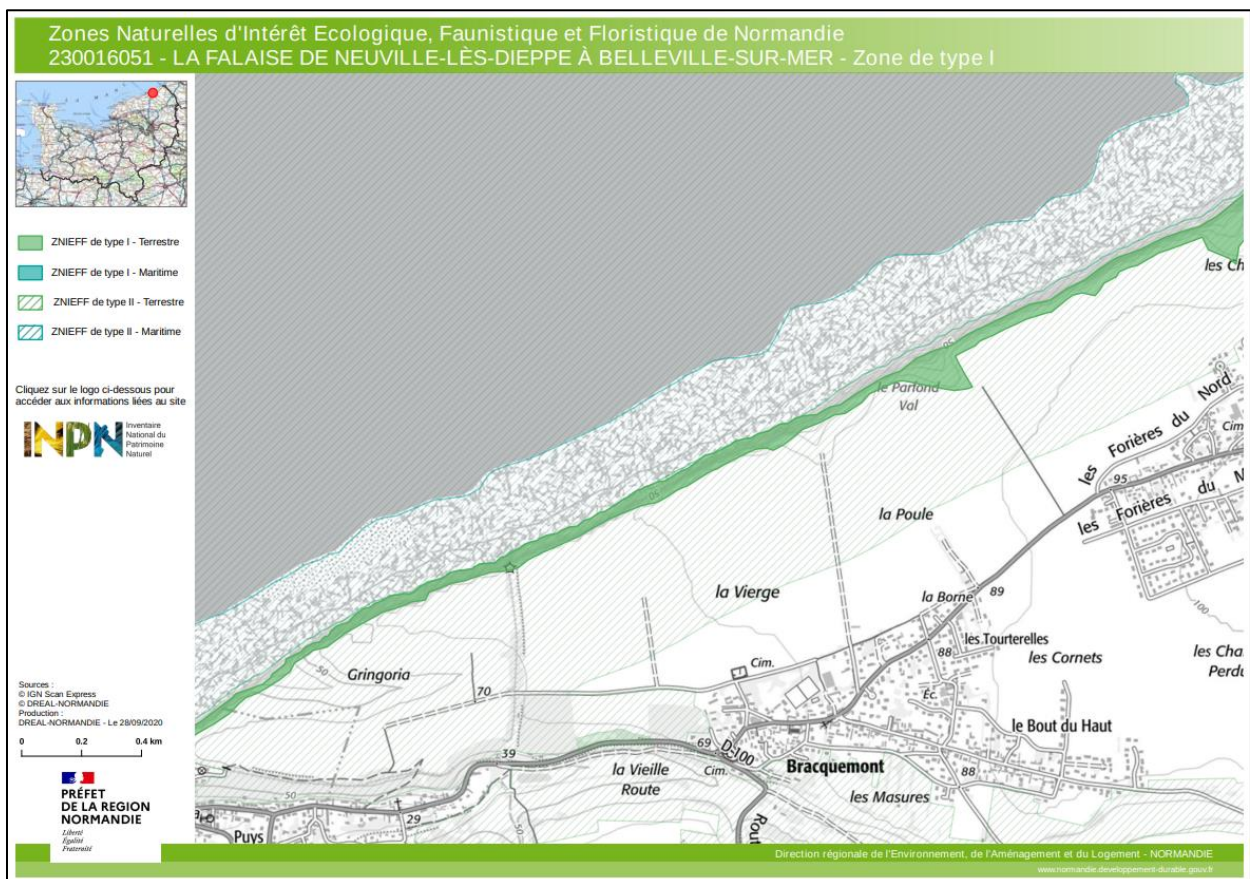 Zones Naturelles d'Intérêt Ecologique, Faunistique et Floristique de Normandie
230016051 - LA FALAISE DE NEUVILLE-LÈS-DIEPPE À BELLEVILLE-SUR-MER - Zone de type I
ZNIEFF de type I - Terrestre
ZNIEFF de type I - Maritime
ZNIEFF de type II - Terrestre
ZNIEFF de type II - Maritime
Cliquez sur le logo ci-dessous pour
accéder aux informations liées au site
INPN
Inventaire
National du
Patrimoine
Naturel
Sources :
© IGN Scan Express
© DREAL-NORMANDIE
Production :
DREAL-NORMANDIE - Le 28/09/2020
0 0.2 0.4 km
PRÉFET
DE LA REGION
NORMANDIE
Liberté
Égalité
Fraternité
les Ch
50
le Parfond
Val
les Forières du Nord
Cim
95
les Forières du M
50
la Poule
100
la Vierge
la Borne
89
les Tourterelles
88
les Cornets
les Cha
Perdu
50
Gringoria
Cim.
70
Éc.
le Bout du Haut
39
69
D 100
Cim.
Bracquemont
88
la Vieille
Route
les Masures
50
29
Puys
50
Rout
Direction régionale de l'Environnement, de l'Aménagement et du Logement - NORMANDIE
www.normandie.developpement-durable.gouv.fr